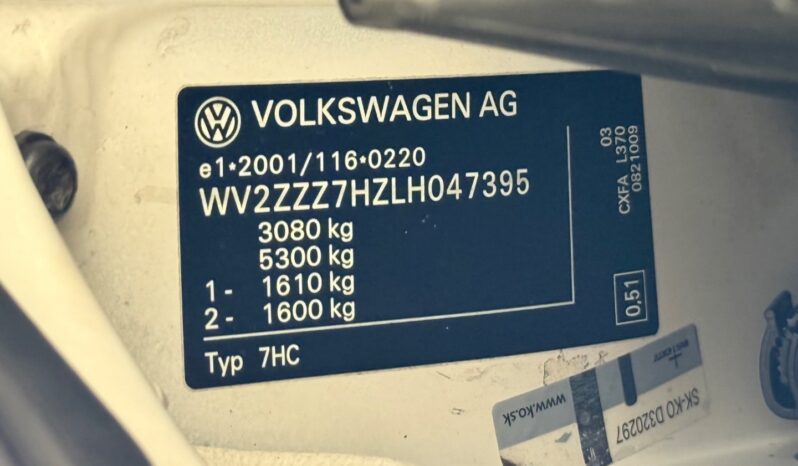 VOLKSWAGEN AG
e1*2001/116*0220
WV2ZZZ7HZLH047395
3080 kg
5300 kg
1- 1610 kg
2- 1600 kg
Typ 7HC
03
CXFA L370
0821009
0,51
www.ko.sk
SK-KO D320297